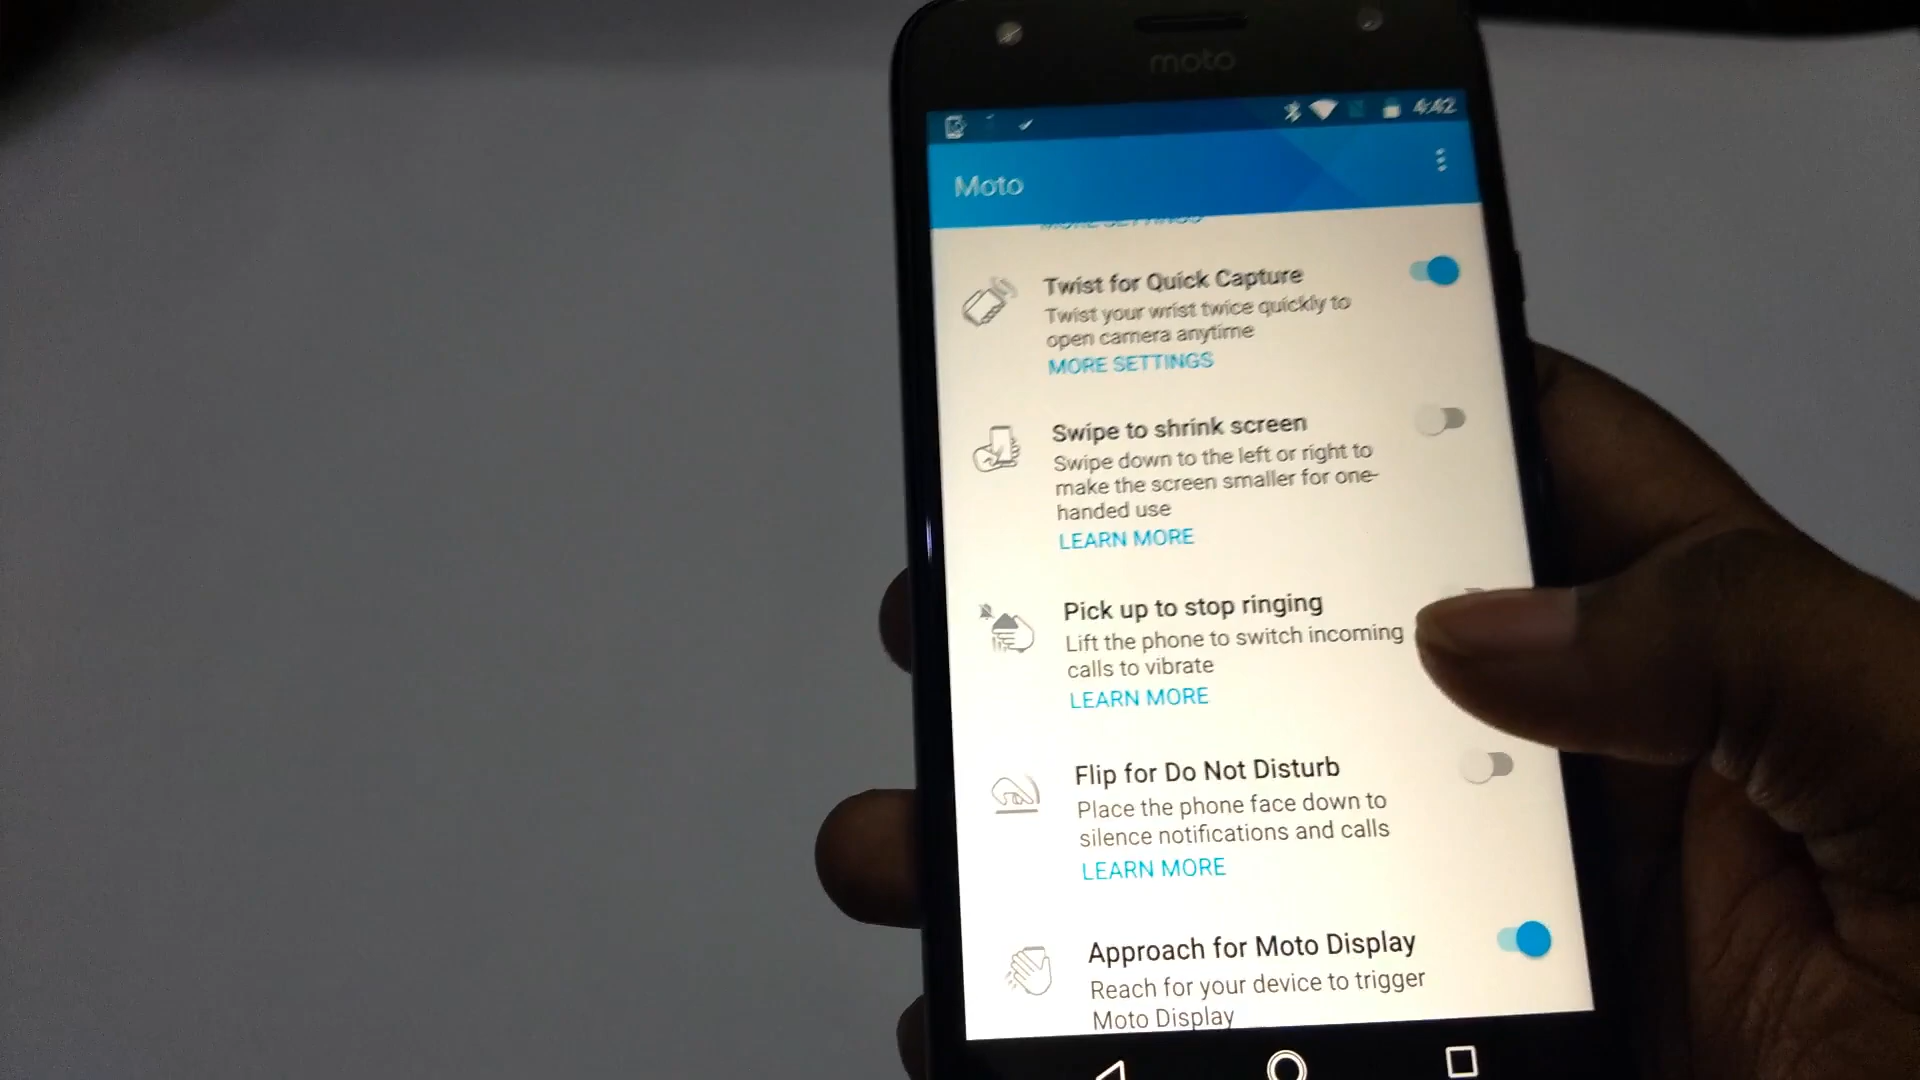 moto
4:42
Moto
MORE SETTINGS
Twist for Quick Capture
Twist your wrist twice quickly to
open camera anytime
MORE SETTINGS
Swipe to shrink screen
Swipe down to the left or right to
make the screen smaller for one-
handed use
LEARN MORE
Pick up to stop ringing
Lift the phone to switch incoming
calls to vibrate
LEARN MORE
Flip for Do Not Disturb
Place the phone face down to
silence notifications and calls
LEARN MORE
Approach for Moto Display
Reach for your device to trigger
Moto Display